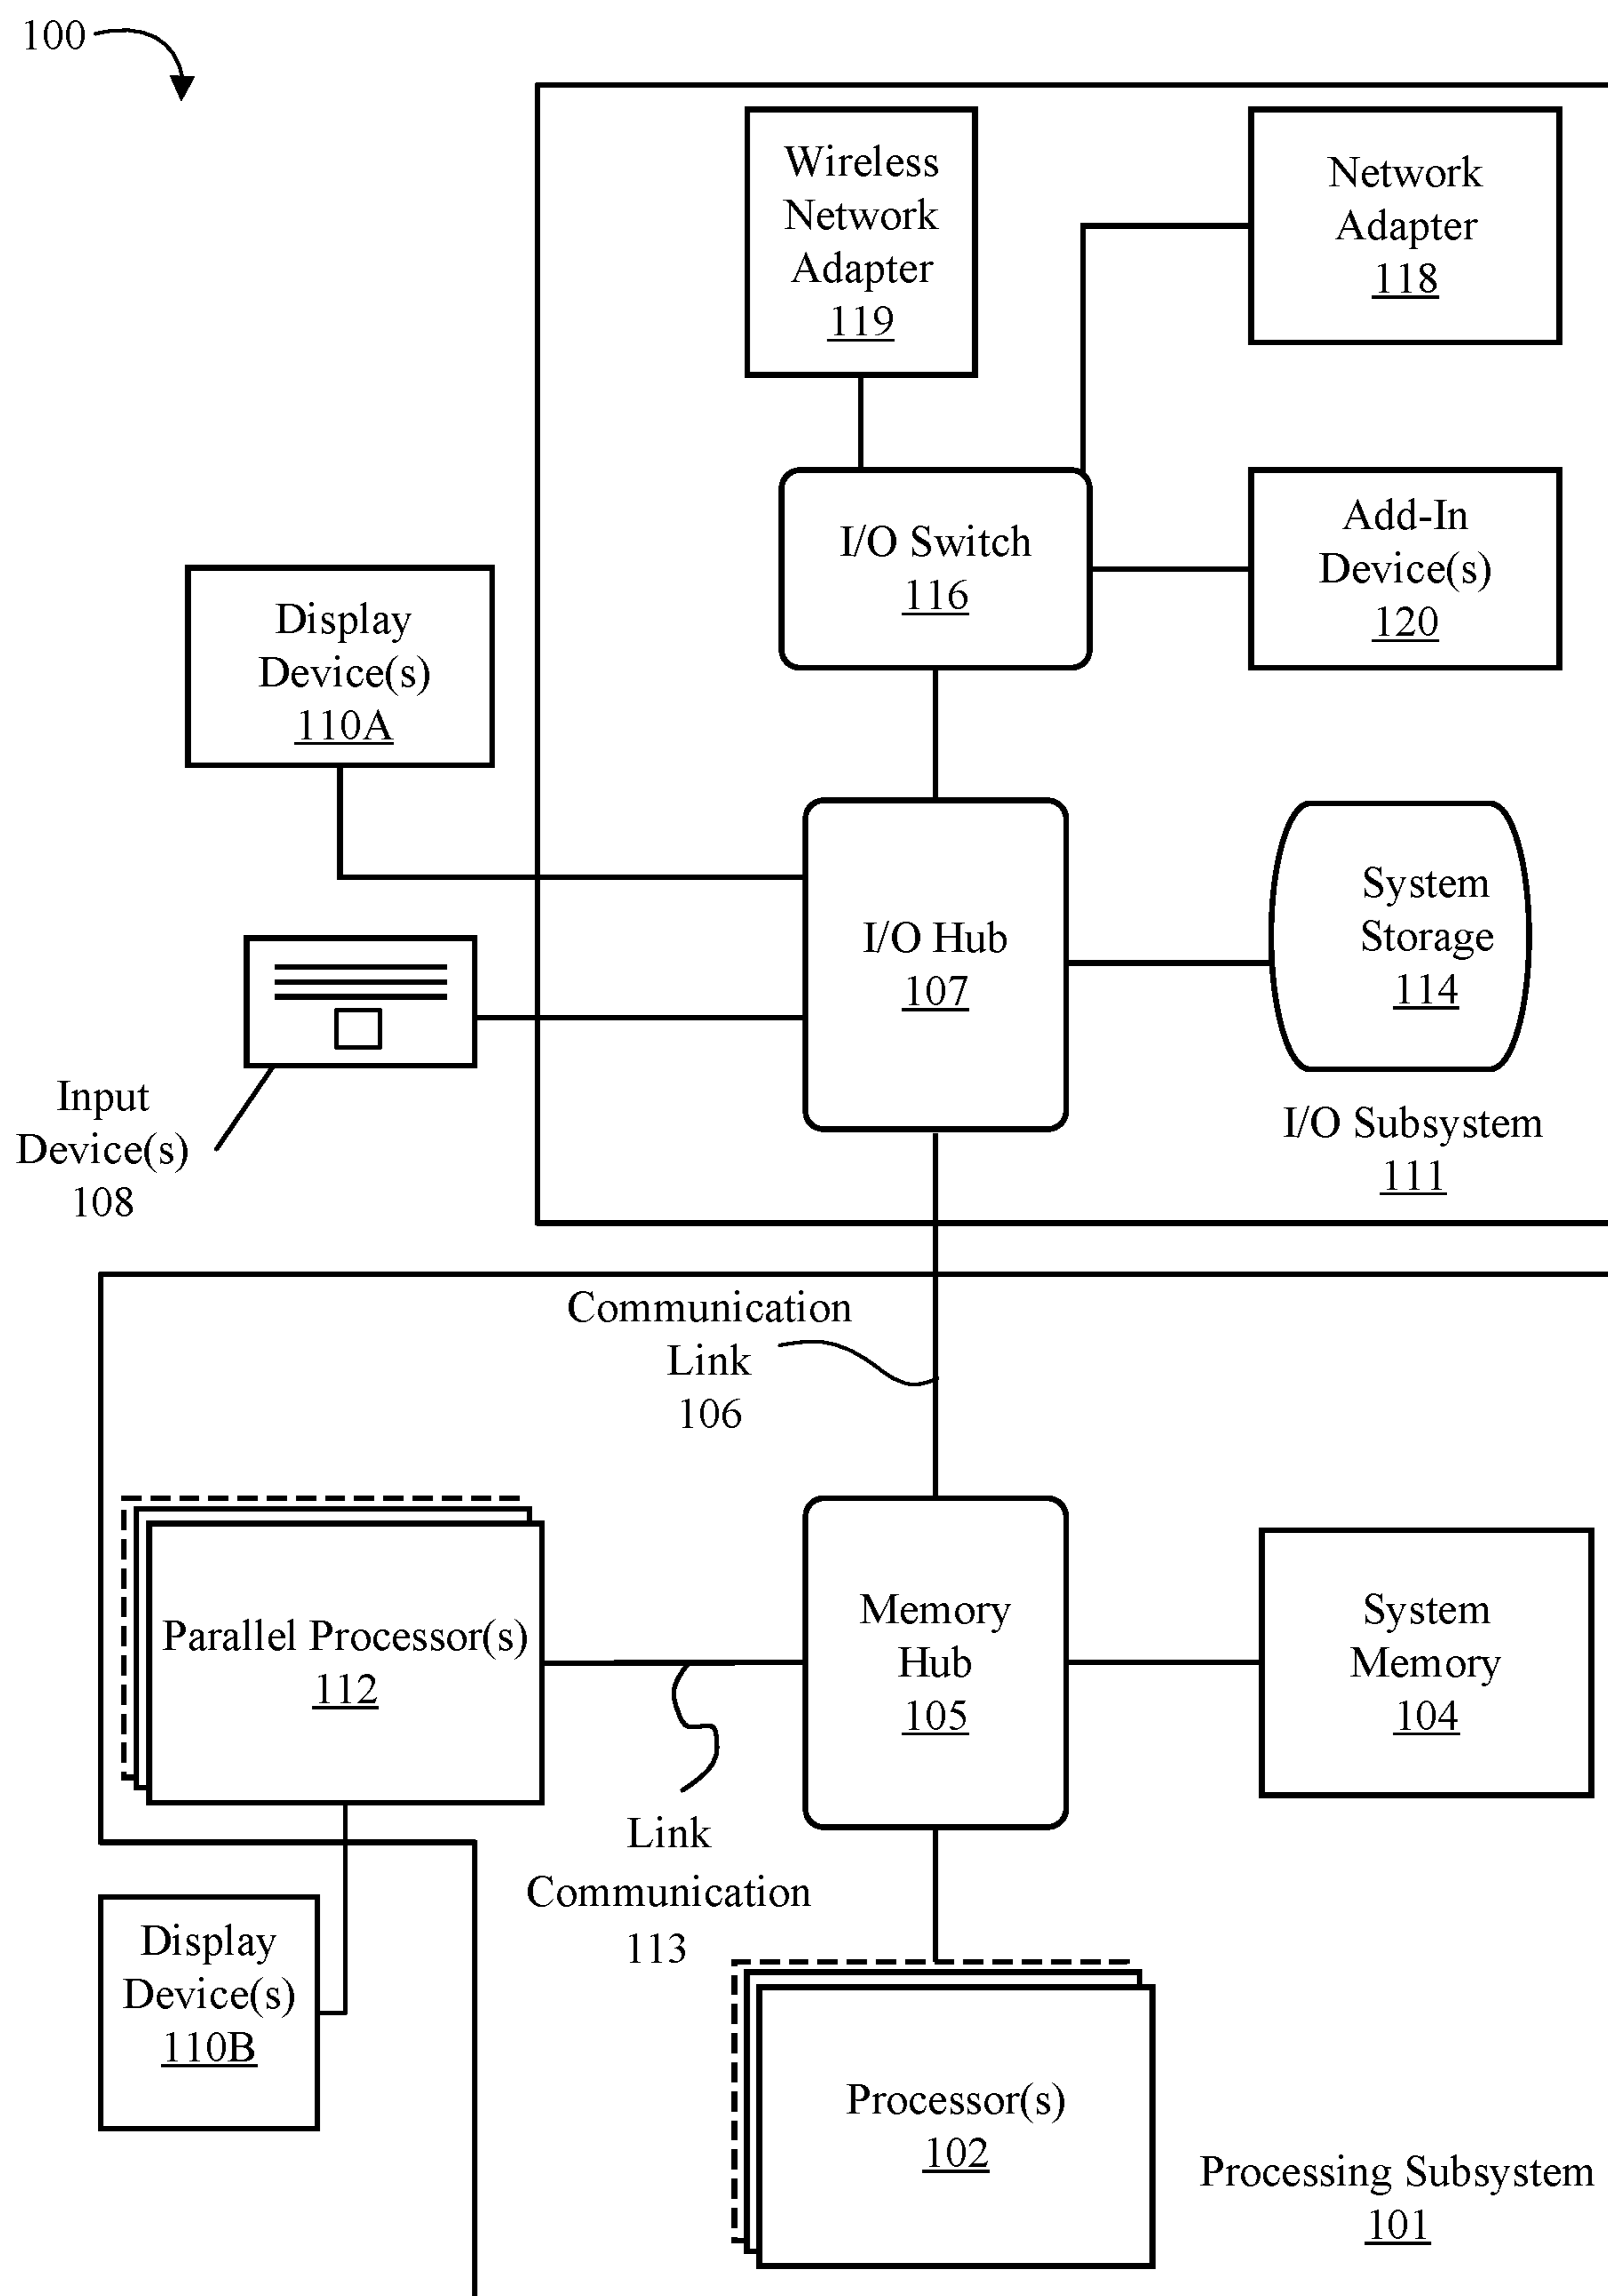 100
Wireless
Network
Adapter
119
Network
Adapter
118
I/O Switch
116
Add-In
Device(s)
120
Display
Device(s)
110A
I/O Hub
107
System
Storage
114
Input
Device(s)
108
I/O Subsystem
111
Communication
Link
106
Parallel Processor(s)
112
Memory
Hub
105
System
Memory
104
Link
Communication
113
Display
Device(s)
110B
Processor(s)
102
Processing Subsystem
101